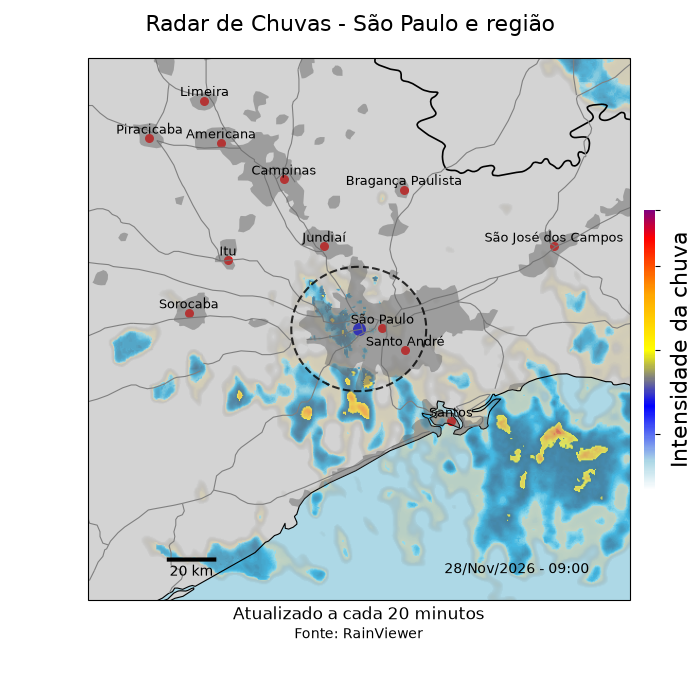 Radar de Chuvas - São Paulo e região
Limeira
Piracicaba
Americana
Campinas
Bragança Paulista
Jundiaí
São José dos Campos
Itu
Sorocaba
São Paulo
Santo André
Santos
Intensidade da chuva
20 km
28/Nov/2026 - 09:00
Atualizado a cada 20 minutos
Fonte: RainViewer